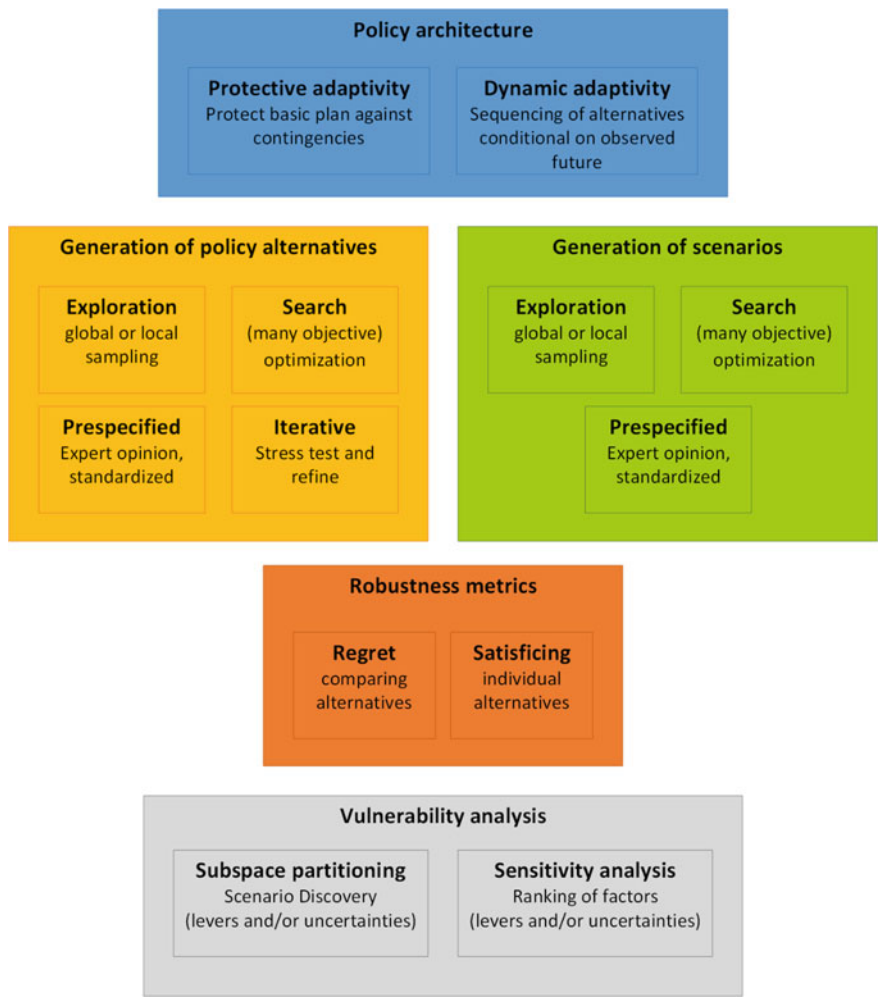 Policy architecture
Protective adaptivity
Protect basic plan against
contingencies
Dynamic adaptivity
Sequencing of alternatives
conditional on observed
future
Generation of policy alternatives
Exploration
global or local
sampling
Search
(many objective)
optimization
Prespecified
Expert opinion,
standardized
Iterative
Stress test and
refine
Generation of scenarios
Exploration
global or local
sampling
Search
(many objective)
optimization
Prespecified
Expert opinion,
standardized
Robustness metrics
Regret
comparing
alternatives
Satisficing
individual
alternatives
Vulnerability analysis
Subspace partitioning
Scenario Discovery
(levers and/or uncertainties)
Sensitivity analysis
Ranking of factors
(levers and/or uncertainties)